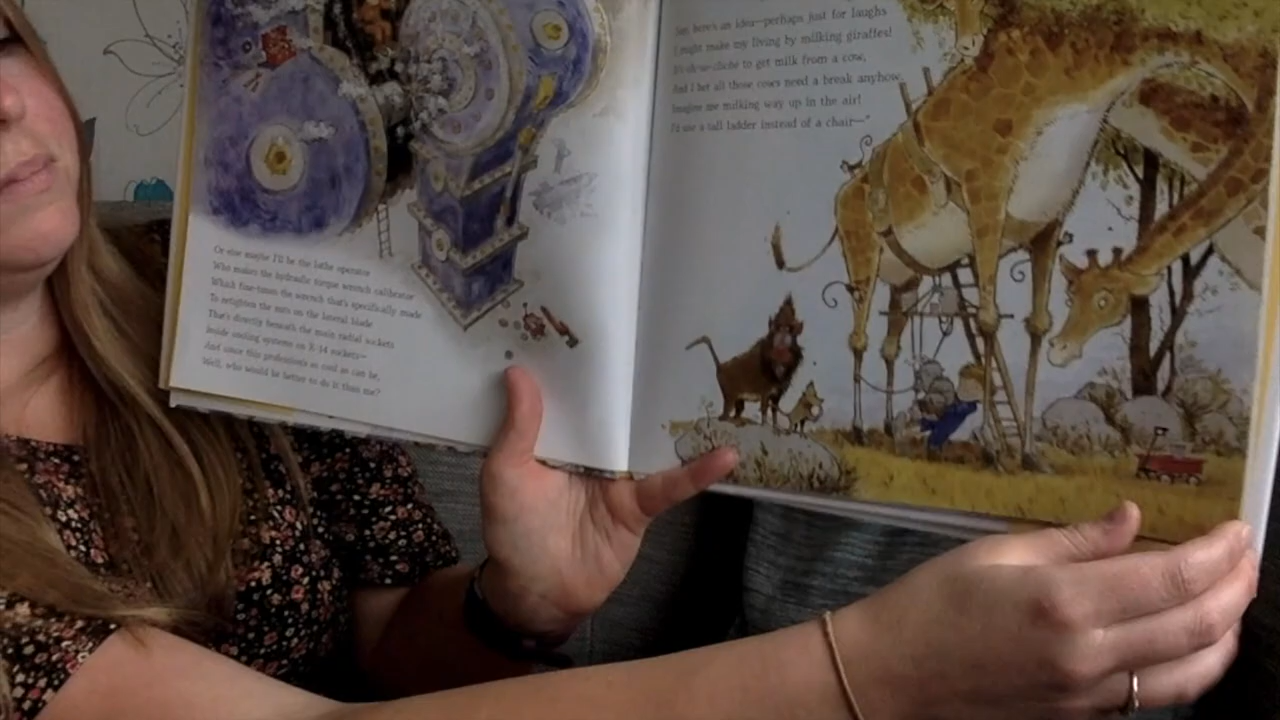 Or else maybe I'll be the lathe operator
Who makes the hydraulic torque wrench calibrator
Which fine-tunes the wrench that's specifically made
To retighten the nuts on the lateral blade
That's directly beneath the main radial sockets
Inside cooling systems on X-14 rockets—
And since this profession's as cool as can be,
Well, who would be better to do it than me?
Say, here's an idea—perhaps just for laughs
I might make my living by milking giraffes!
It's oh-so-cliché to get milk from a cow,
And I bet all those cows need a break anyhow.
Imagine me milking way up in the air!
I'd use a tall ladder instead of a chair—"